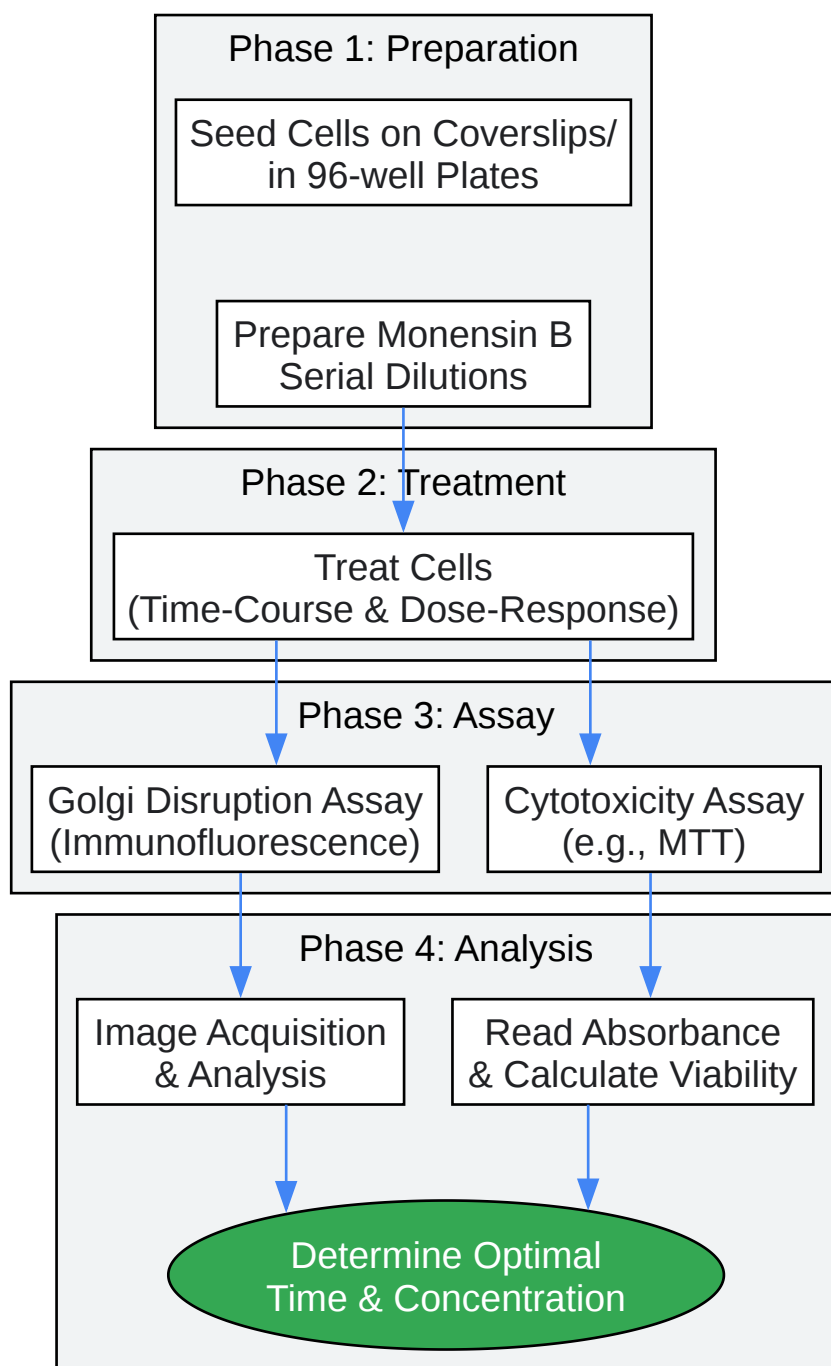 Phase 1: Preparation
Seed Cells on Coverslips/
in 96-well Plates
Prepare Monensin B
Serial Dilutions
Phase 2: Treatment
Treat Cells
(Time-Course & Dose-Response)
Phase 3: Assay
Golgi Disruption Assay
(Immunofluorescence)
Cytotoxicity Assay
(e.g., MTT)
Phase 4: Analysis
Image Acquisition
& Analysis
Read Absorbance
& Calculate Viability
Determine Optimal
Time & Concentration